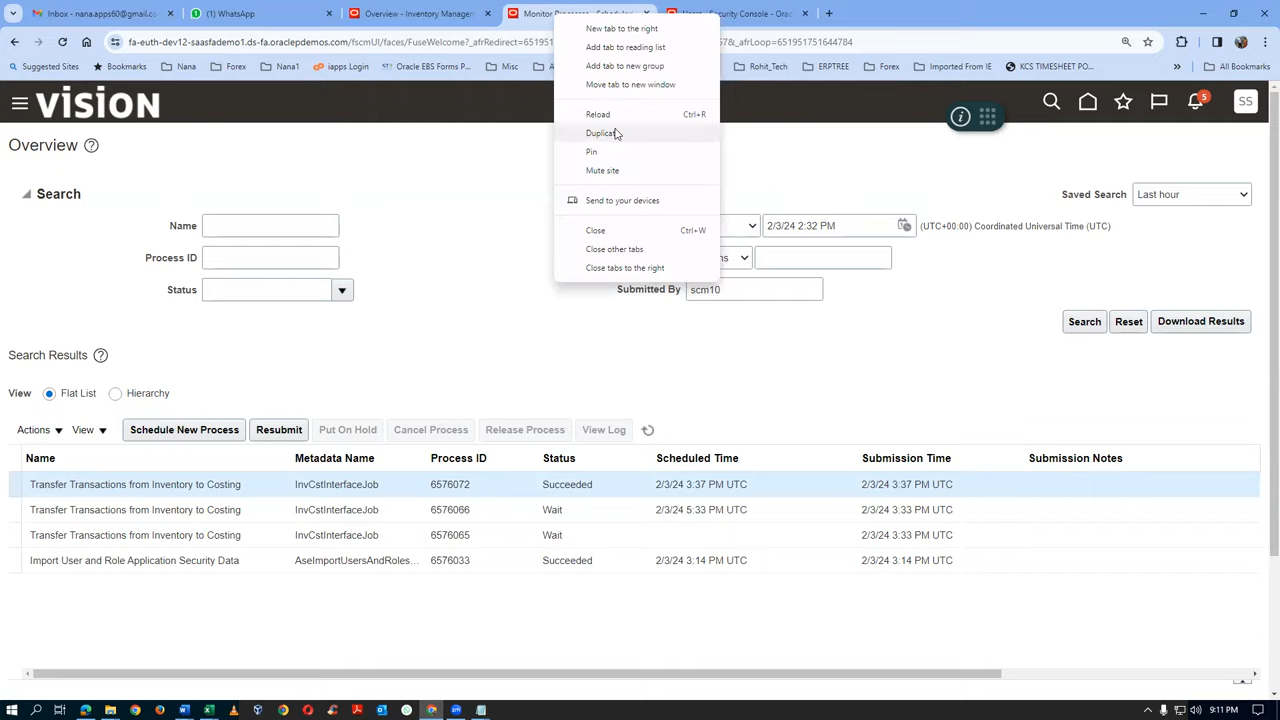 Inbox - nana.apps60@gmail.co
WhatsApp
Overview - Inventory Manage
Monitor Processes - Schedu
Users - Security Console - Or
fa-euth-dev12-saasfademo1.ds-fa.oraclepdemos.com/fscmUI/faces/FuseWelcome?_afrRedirect=651951
&_afrLoop=651951751644784
Suggested Sites
Bookmarks
Nana
iapps Login
Oracle EBS Forms P...
Misc
Rohit_Tech
ERPTREE
Forum
Imported From IE
KCS TIMESHEET PO...
All Bookmarks
New tab to the right
Add tab to reading list
Add tab to new group
Move tab to new window
Reload Ctrl+R
Duplicat
Pin
Mute site
Send to your devices
Close Ctrl+W
Close other tabs
Close tabs to the right
VISION
5
SS
Overview
Search
Saved Search Last hour
Name
2/3/24 2:32 PM (UTC+00:00) Coordinated Universal Time (UTC)
Process ID
Status
Submitted By scm10
Search Reset Download Results
Search Results
View Flat List Hierarchy
Actions View Schedule New Process Resubmit Put On Hold Cancel Process Release Process View Log
Name Metadata Name Process ID Status Scheduled Time Submission Time Submission Notes
Transfer Transactions from Inventory to Costing InvCstInterfaceJob 6576072 Succeeded 2/3/24 3:37 PM UTC 2/3/24 3:37 PM UTC
Transfer Transactions from Inventory to Costing InvCstInterfaceJob 6576066 Wait 2/3/24 5:33 PM UTC 2/3/24 3:33 PM UTC
Transfer Transactions from Inventory to Costing InvCstInterfaceJob 6576065 Wait 2/3/24 3:33 PM UTC
Import User and Role Application Security Data AseImportUsersAndRoles... 6576033 Succeeded 2/3/24 3:14 PM UTC 2/3/24 3:14 PM UTC
9:11 PM